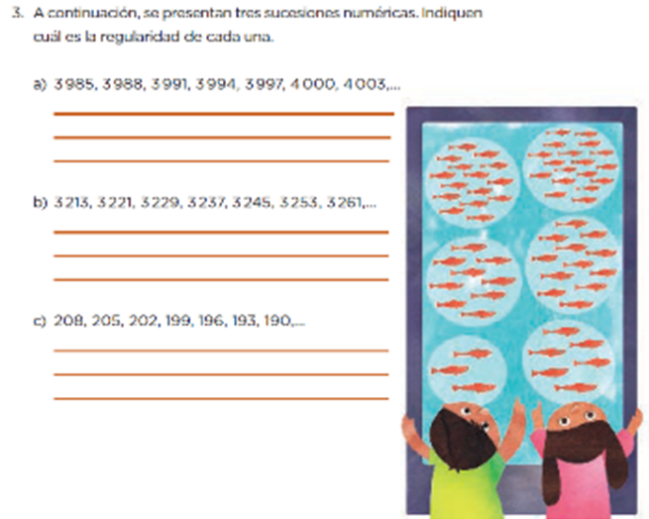 3. A continuación, se presentan tres sucesiones numéricas. Indiquen
cuál es la regularidad de cada una.
a) 3 985, 3 988, 3 991, 3 994, 3 997, 4 000, 4 003,...
b) 3 213, 3 221, 3 229, 3 237, 3 245, 3 253, 3 261,...
c) 208, 205, 202, 199, 196, 193, 190,...